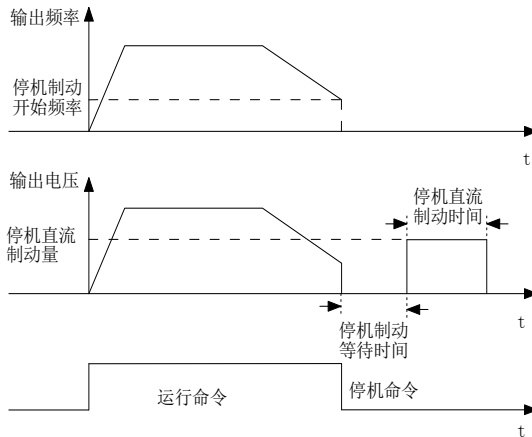 输出频率
停机制动
开始频率
t
输出电压
停机直流
制动时间
停机直流
制动量
t
停机制动
等待时间
运行命令
停机命令
t